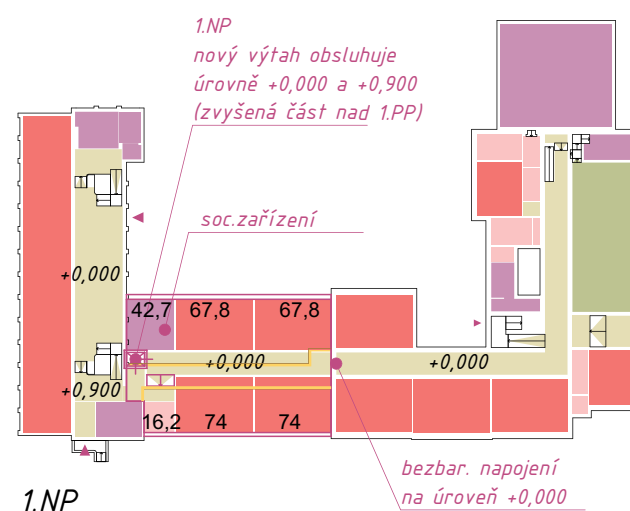 1.NP
nový výtah obsluhuje
úrovně +0,000 a +0,900
(zvyšená část nad 1.PP)
soc.zařízení
+0,000
42,7 67,8 67,8
+0,000 +0,000
+0,900
16,2 74 74
bezbar. napojení
na úroveň +0,000
1.NP